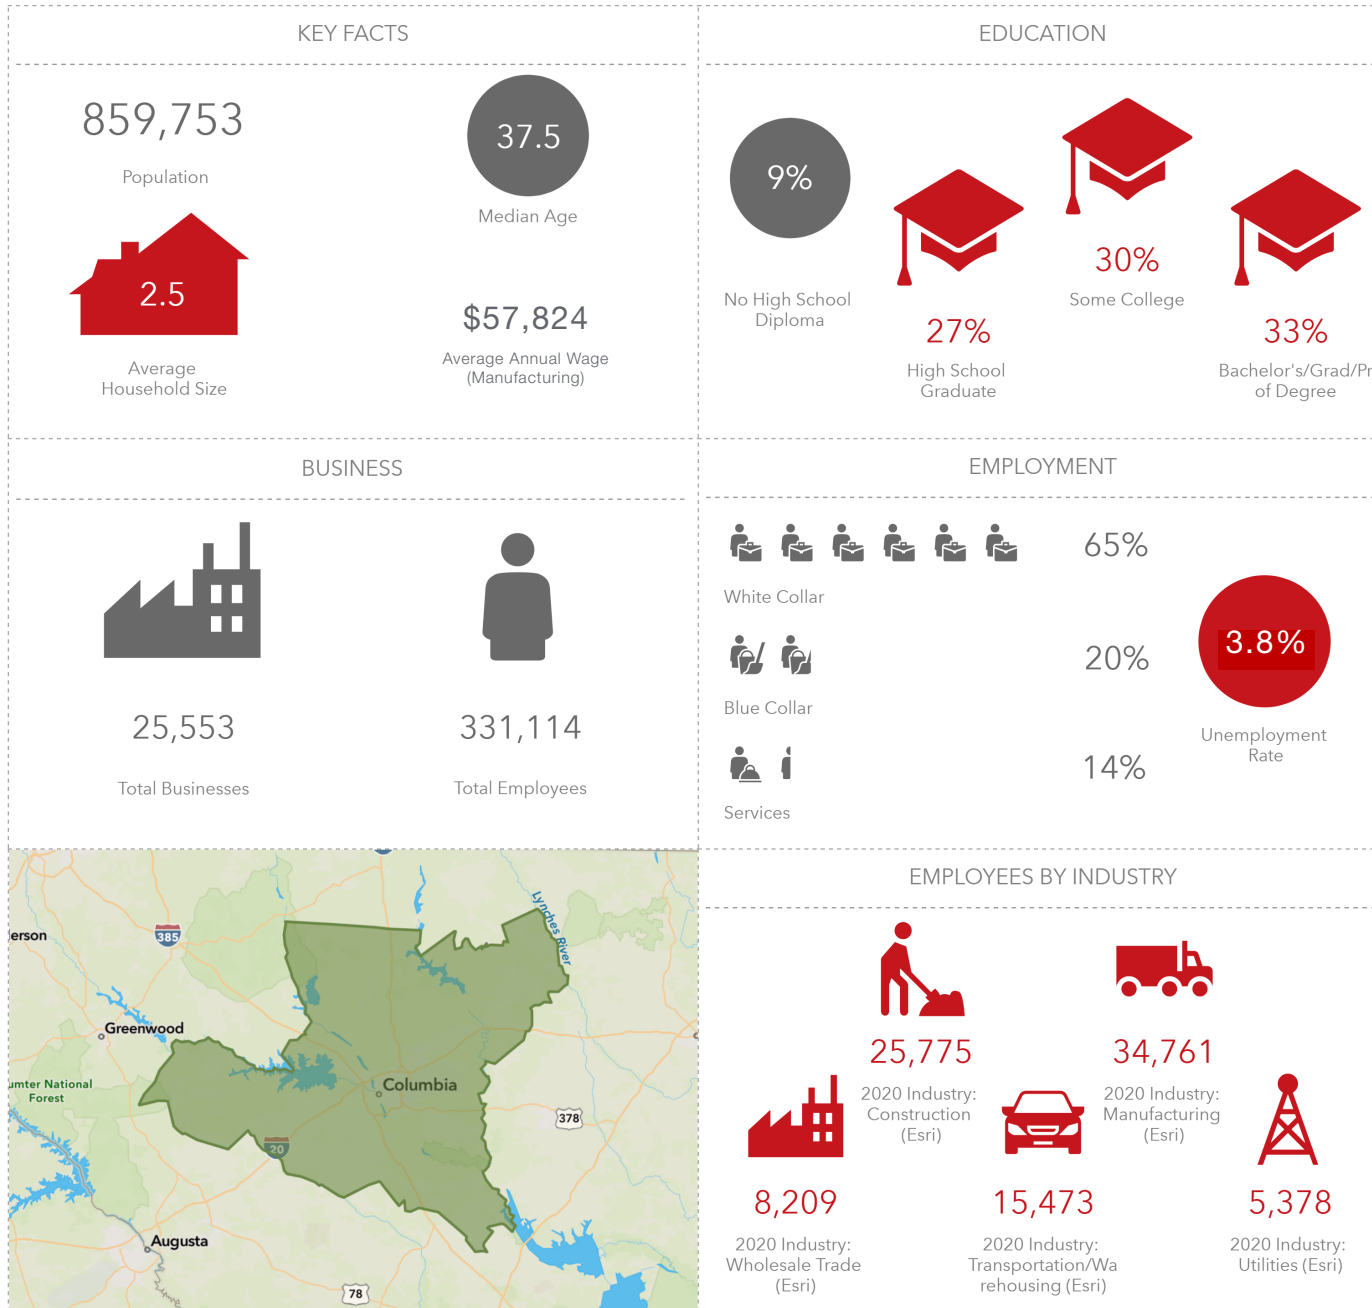 KEY FACTS
859,753
Population
37.5
Median Age
2.5
Average
Household Size
$57,824
Average Annual Wage
(Manufacturing)
EDUCATION
9%
No High School
Diploma
27%
High School
Graduate
30%
Some College
33%
Bachelor's/Grad/Pr
of Degree
BUSINESS
25,553
Total Businesses
331,114
Total Employees
EMPLOYMENT
65%
White Collar
20%
Blue Collar
14%
Services
3.8%
Unemployment
Rate
Lynches River
erson
385
Greenwood
umter National
Forest
Columbia
378
20
Augusta
78
EMPLOYEES BY INDUSTRY
25,775
2020 Industry:
Construction
(Esri)
34,761
2020 Industry:
Manufacturing
(Esri)
8,209
2020 Industry:
Wholesale Trade
(Esri)
15,473
2020 Industry:
Transportation/Wa
rehousing (Esri)
5,378
2020 Industry:
Utilities (Esri)